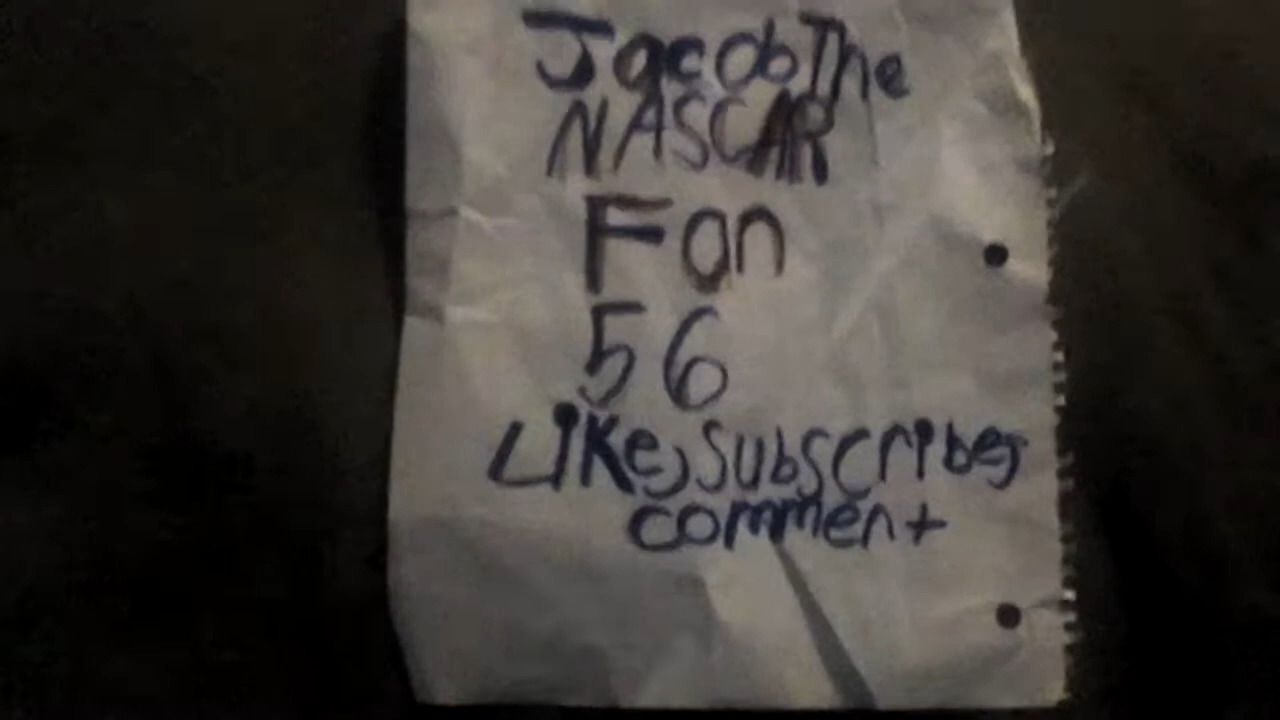 JacobThe
NASCAR
Fan
56
Like, Subscribe,
comment